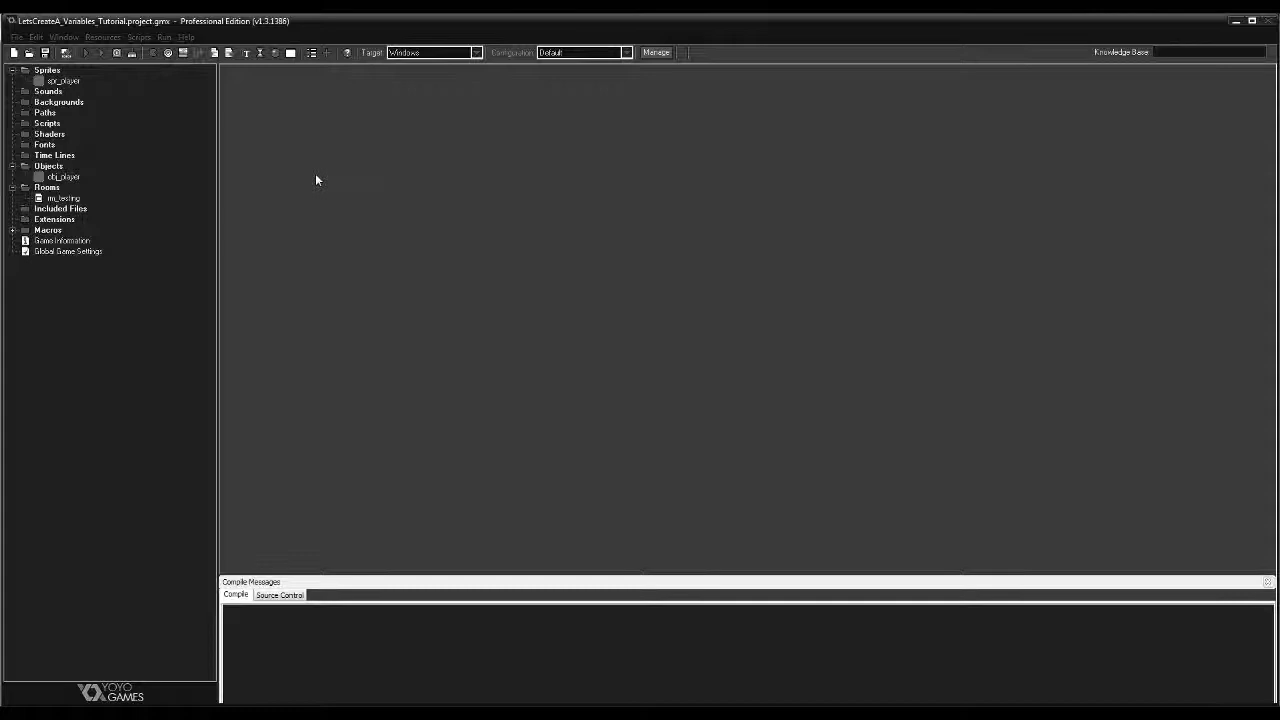 LetsCreateA_Variables_Tutorial.project.gmx - Professional Edition (v1.3.1386)
File Edit Window Resources Scripts Run Help
Target: Windows Configuration: Default Manage Knowledge Base:
Sprites
spr_player
Sounds
Backgrounds
Paths
Scripts
Shaders
Fonts
Time Lines
Objects
obj_player
Rooms
rm_testing
Included Files
Extensions
Macros
Game Information
Global Game Settings
Compile Messages
Compile Source Control
YOYO
GAMES